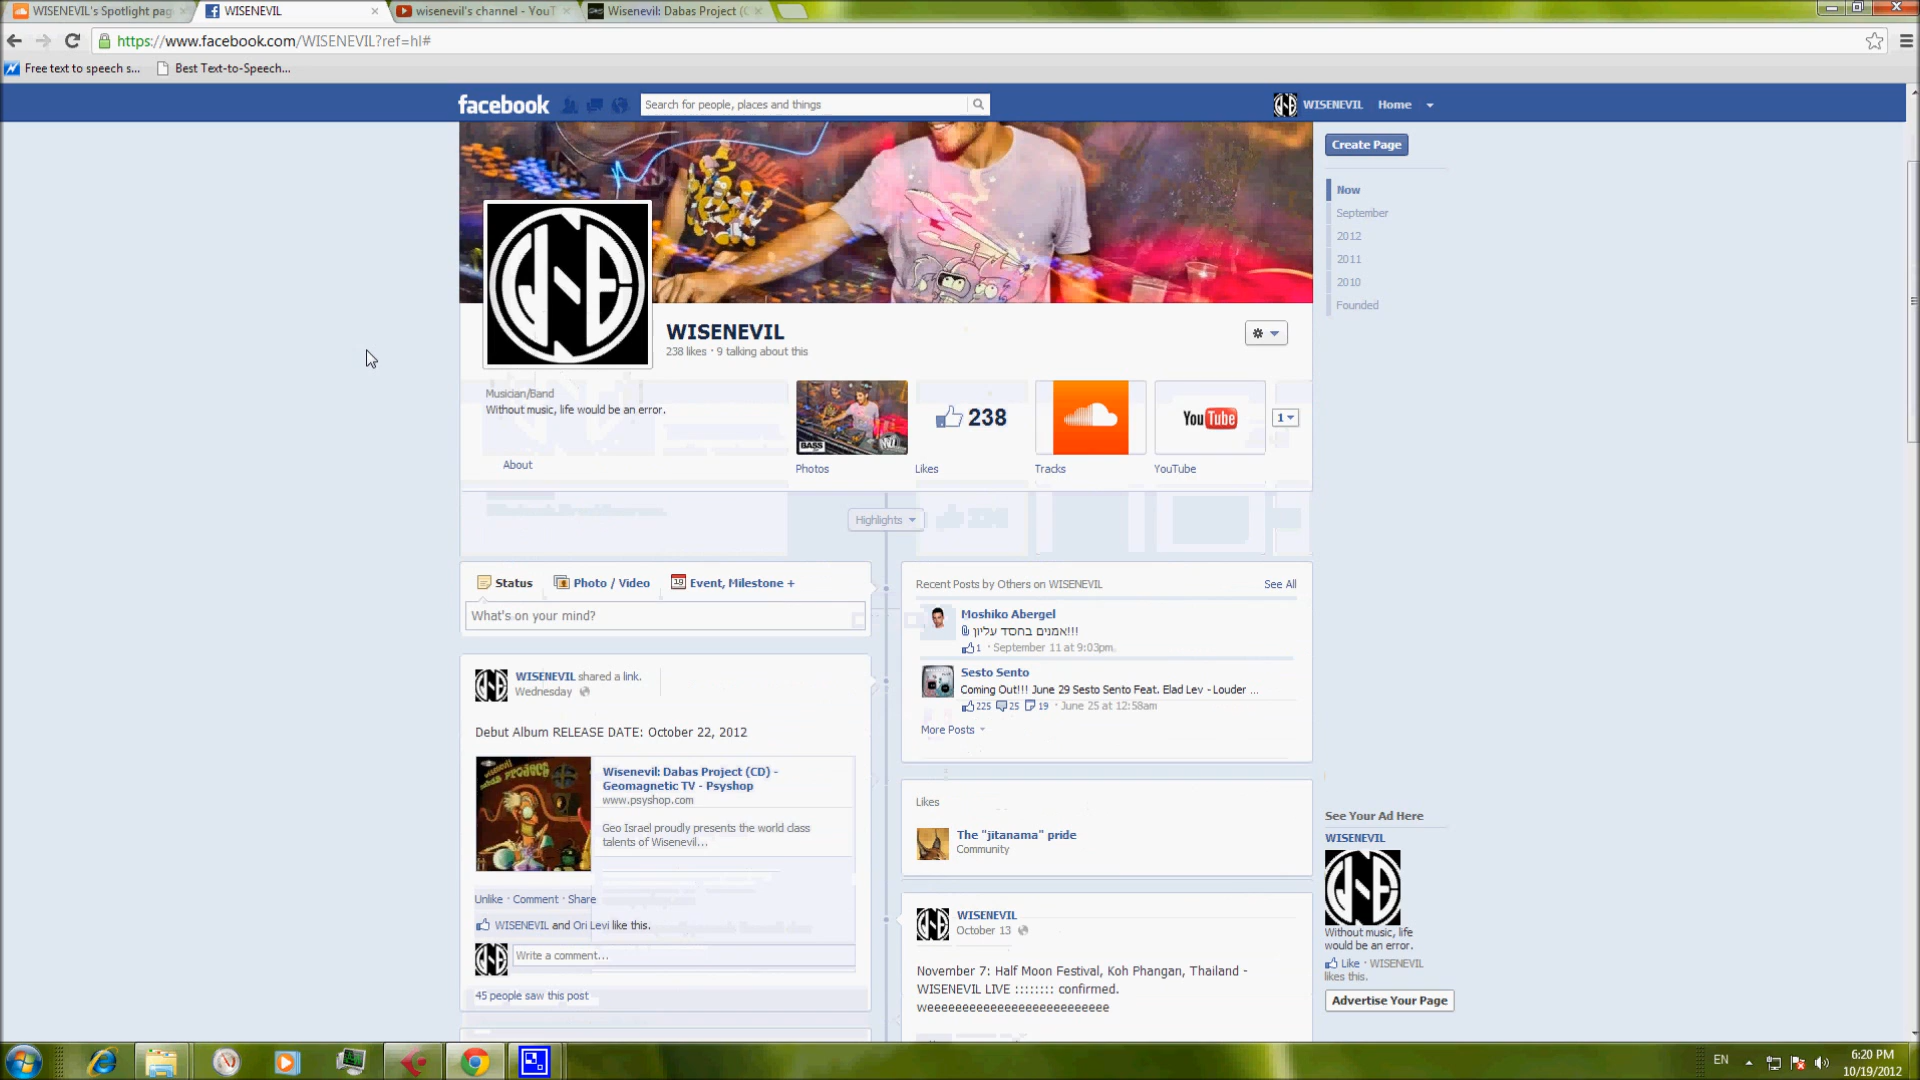 WISENEVIL's Spotlight pag
WISENEVIL
wisenevil's channel - YouT
Wisenevil: Dabas Project (C
https://www.facebook.com/WISENEVIL?ref=hl#
Free text to speech s...
Best Text-to-Speech...
facebook
Search for people, places and things
WISENEVIL
Home
Create Page
Now
September
2012
2011
2010
Founded
WISENEVIL
238 likes · 9 talking about this
Musician/Band
Without music, life would be an error.
About
BASS
Photos
238
Likes
Tracks
YouTube
YouTube
1
Highlights
Status
Photo / Video
Event, Milestone +
What's on your mind?
WISENEVIL shared a link.
Wednesday
Debut Album RELEASE DATE: October 22, 2012
Wisenevil: Dabas Project (CD) -
Geomagnetic TV - Psyshop
www.psyshop.com
Geo Israel proudly presents the world class
talents of Wisenevil...
Unlike · Comment · Share
WISENEVIL and Ori Levi like this.
Write a comment...
45 people saw this post
Recent Posts by Others on WISENEVIL
See All
Moshiko Abergel
אמנים בחסד עליון!!!
1 · September 11 at 9:03pm
Sesto Sento
Coming Out!!! June 29 Sesto Sento Feat. Elad Lev - Louder ...
225 25 19 · June 25 at 12:58am
More Posts
Likes
The "jitanama" pride
Community
WISENEVIL
October 13
November 7: Half Moon Festival, Koh Phangan, Thailand -
WISENEVIL LIVE :::::::: confirmed.
weeeeeeeeeeeeeeeeeeeeeeeeee
See Your Ad Here
WISENEVIL
Without music, life
would be an error.
Like · WISENEVIL
likes this.
Advertise Your Page
EN
6:20 PM
10/19/2012